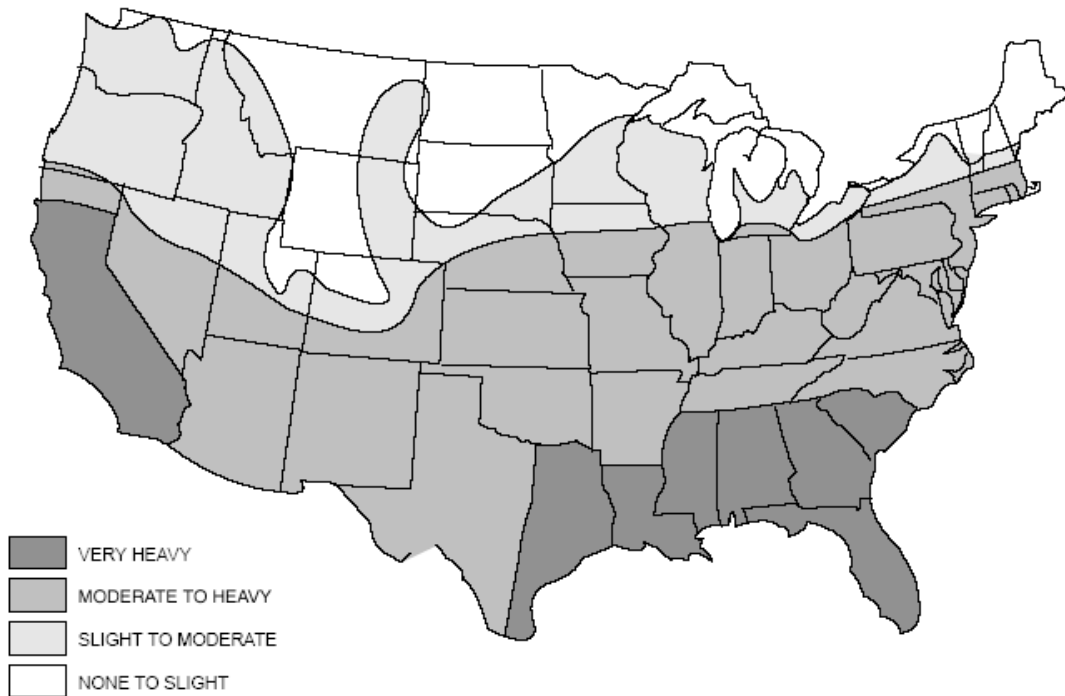 VERY HEAVY
MODERATE TO HEAVY
SLIGHT TO MODERATE
NONE TO SLIGHT